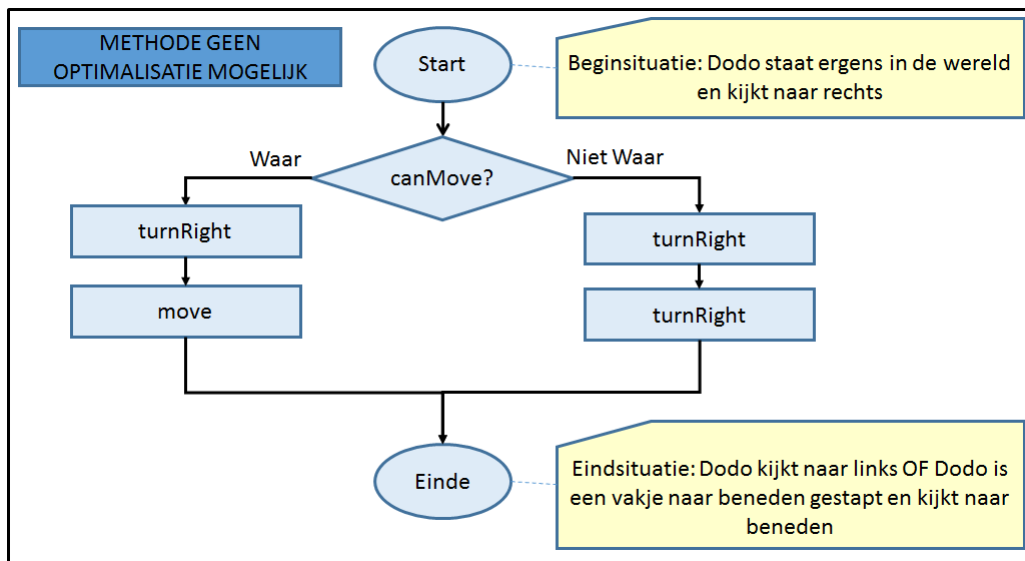 METHODE GEEN
OPTIMALISATIE MOGELIJK
Start
Beginsituatie: Dodo staat ergens in de wereld
en kijkt naar rechts
Waar
Niet Waar
canMove?
turnRight
turnRight
move
turnRight
Einde
Eindsituatie: Dodo kijkt naar links OF Dodo is
een vakje naar beneden gestapt en kijkt naar
beneden